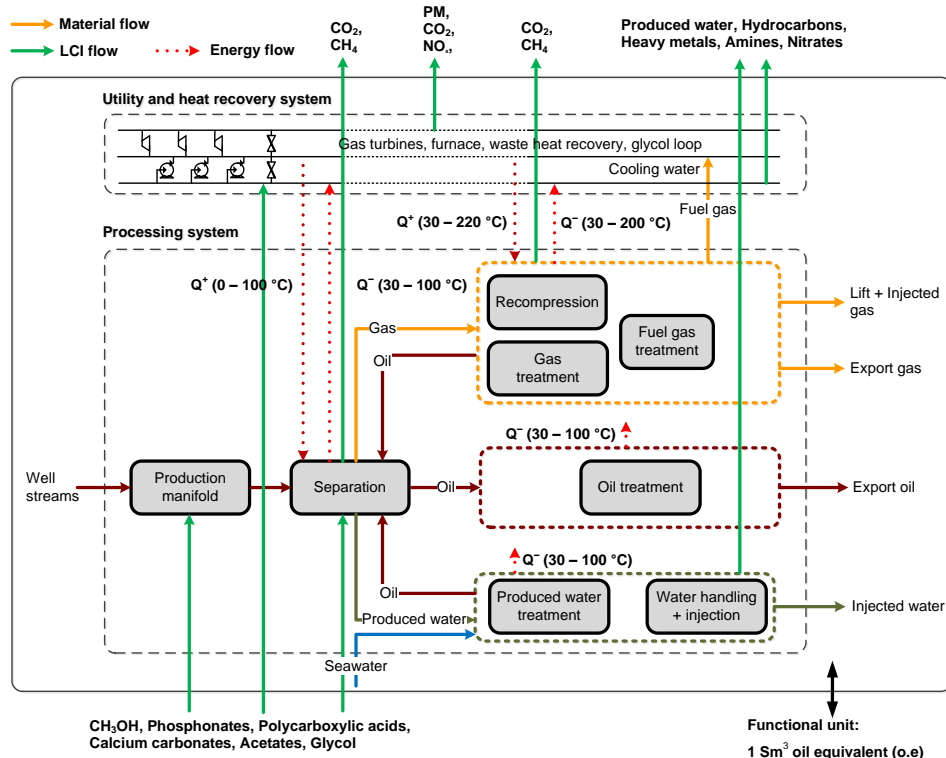 Material flow
LCI flow
Energy flow
CO₂,
CH₄
PM,
CO₂,
NOₓ,
CO₂,
CH₄
Produced water, Hydrocarbons,
Heavy metals, Amines, Nitrates
Utility and heat recovery system
Gas turbines, furnace, waste heat recovery, glycol loop
Cooling water
Fuel gas
Q⁺ (30 – 220 °C)
Q⁻ (30 – 200 °C)
Processing system
Q⁺ (0 – 100 °C)
Q⁻ (30 – 100 °C)
Recompression
Lift + Injected
gas
Gas
Fuel gas
treatment
Oil
Gas
treatment
Export gas
Q⁻ (30 – 100 °C)
Well
streams
Production
manifold
Separation
Oil
Oil treatment
Export oil
Q⁻ (30 – 100 °C)
Oil
Produced water
treatment
Water handling
+ injection
Injected water
Produced water
Seawater
CH₃OH, Phosphonates, Polycarboxylic acids,
Calcium carbonates, Acetates, Glycol
Functional unit:
1 Sm³ oil equivalent (o.e)